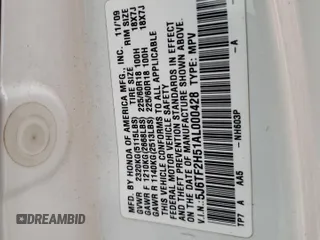 MFD. BY HONDA OF AMERICA MFG., INC. 11/09
TIRE SIZE RIM SIZE
GVWR 2320KG(5115LBS)
GAWR F 1210KG(2668LBS) 225/60R18 100H 18X7J
GAWR R 1140KG(2513LBS) 225/60R18 100H 18X7J
THIS VEHICLE CONFORMS TO ALL APPLICABLE
FEDERAL MOTOR VEHICLE SAFETY AND THEFT PREVENTION STANDARDS IN EFFECT
ON THE DATE OF MANUFACTURE SHOWN ABOVE.
V.I.N: 5J6TF2H51AL000428 TYPE: MPV
TP7 A AA5 NH603P -A
-A
DREAMBID